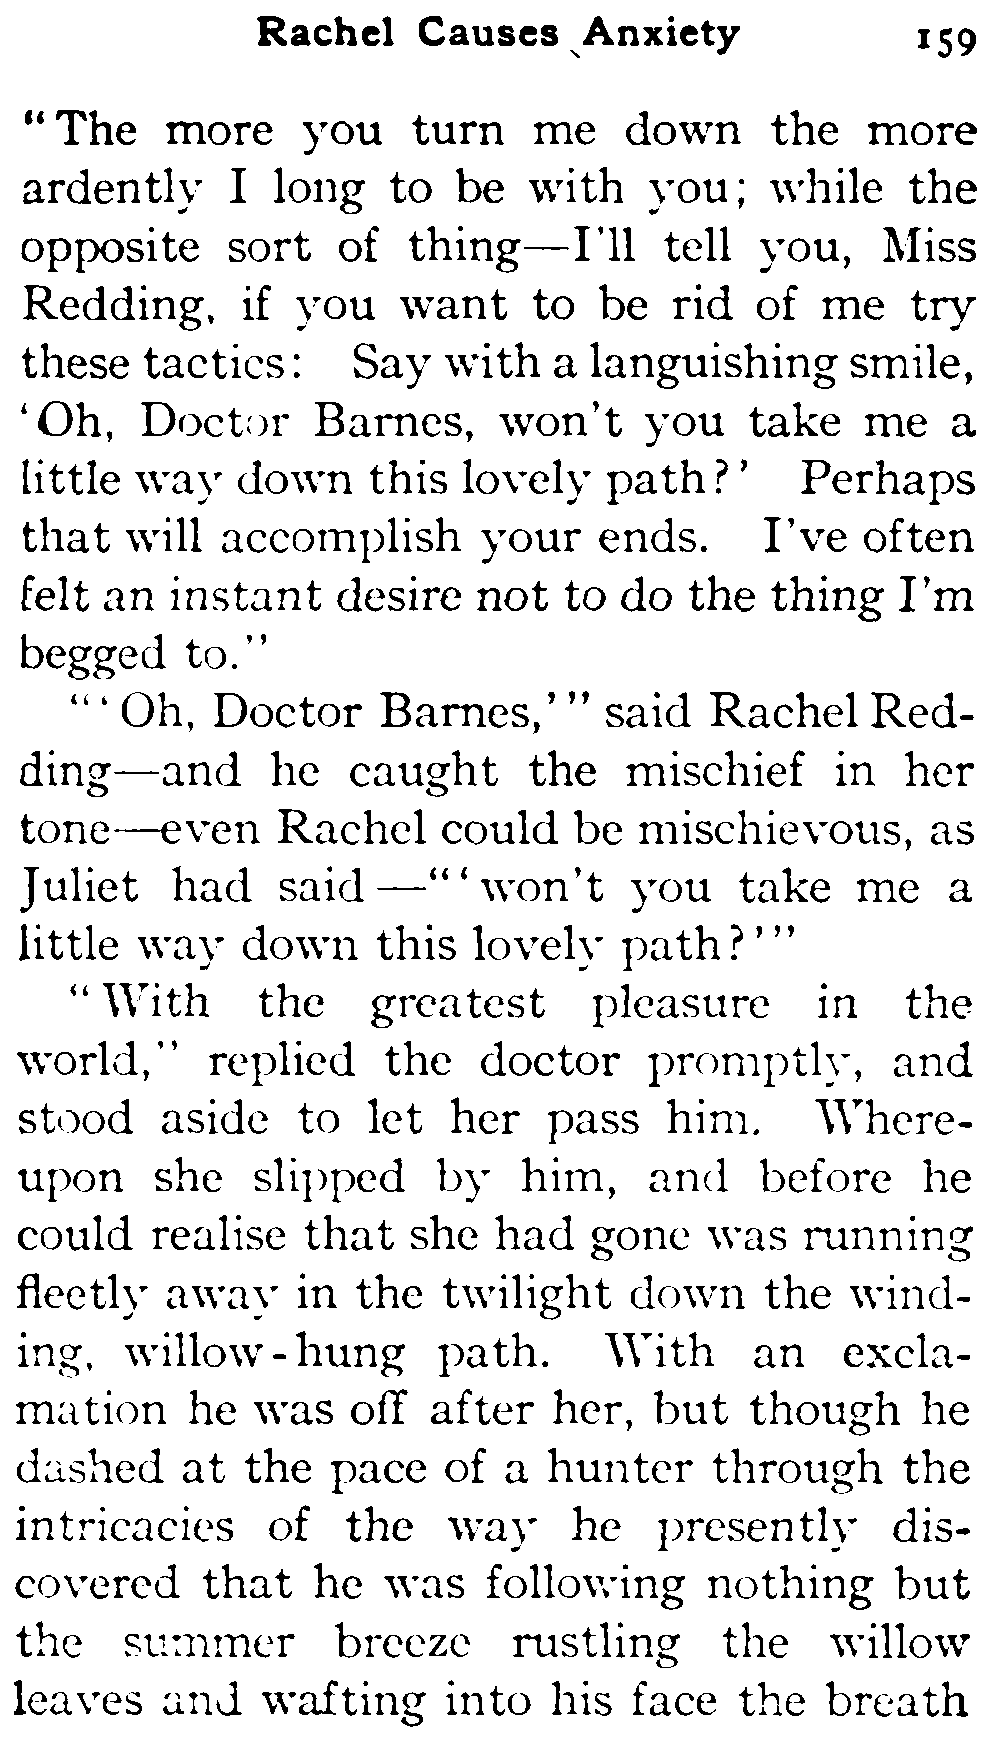 Rachel Causes Anxiety 159
"The more you turn me down the more
ardently I long to be with you; while the
opposite sort of thing—I'll tell you, Miss
Redding, if you want to be rid of me try
these tactics: Say with a languishing smile,
'Oh, Doctor Barnes, won't you take me a
little way down this lovely path?' Perhaps
that will accomplish your ends. I've often
felt an instant desire not to do the thing I'm
begged to."
"'Oh, Doctor Barnes,'" said Rachel Red-
ding—and he caught the mischief in her
tone—even Rachel could be mischievous, as
Juliet had said—"'won't you take me a
little way down this lovely path?'"
"With the greatest pleasure in the
world," replied the doctor promptly, and
stood aside to let her pass him. Where-
upon she slipped by him, and before he
could realise that she had gone was running
fleetly away in the twilight down the wind-
ing, willow-hung path. With an excla-
mation he was off after her, but though he
dashed at the pace of a hunter through the
intricacies of the way he presently dis-
covered that he was following nothing but
the summer breeze rustling the willow
leaves and wafting into his face the breath